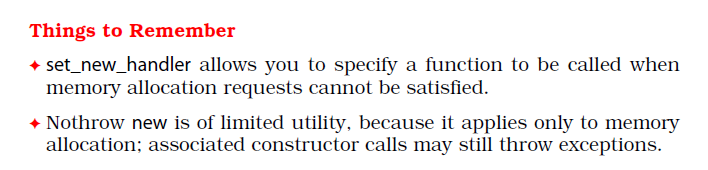 Things to Remember
✦ set_new_handler allows you to specify a function to be called when
memory allocation requests cannot be satisfied.
✦ Nothrow new is of limited utility, because it applies only to memory
allocation; associated constructor calls may still throw exceptions.